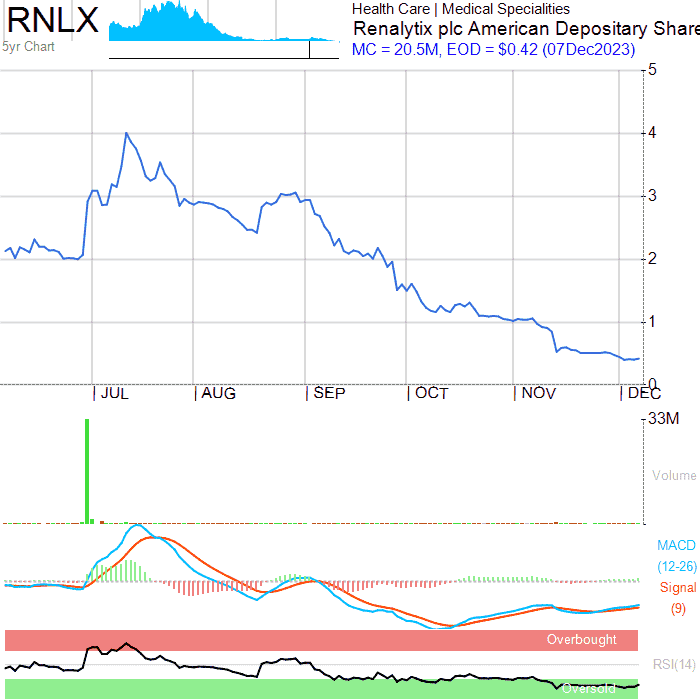 RNLX
5yr Chart
Health Care | Medical Specialities
Renalytix plc American Depositary Share
MC = 20.5M, EOD = $0.42 (07Dec2023)
5
4
3
2
1
0
JUL
AUG
SEP
OCT
NOV
DEC
33M
Volume
MACD
(12-26)
Signal
(9)
Overbought
RSI(14)
Oversold